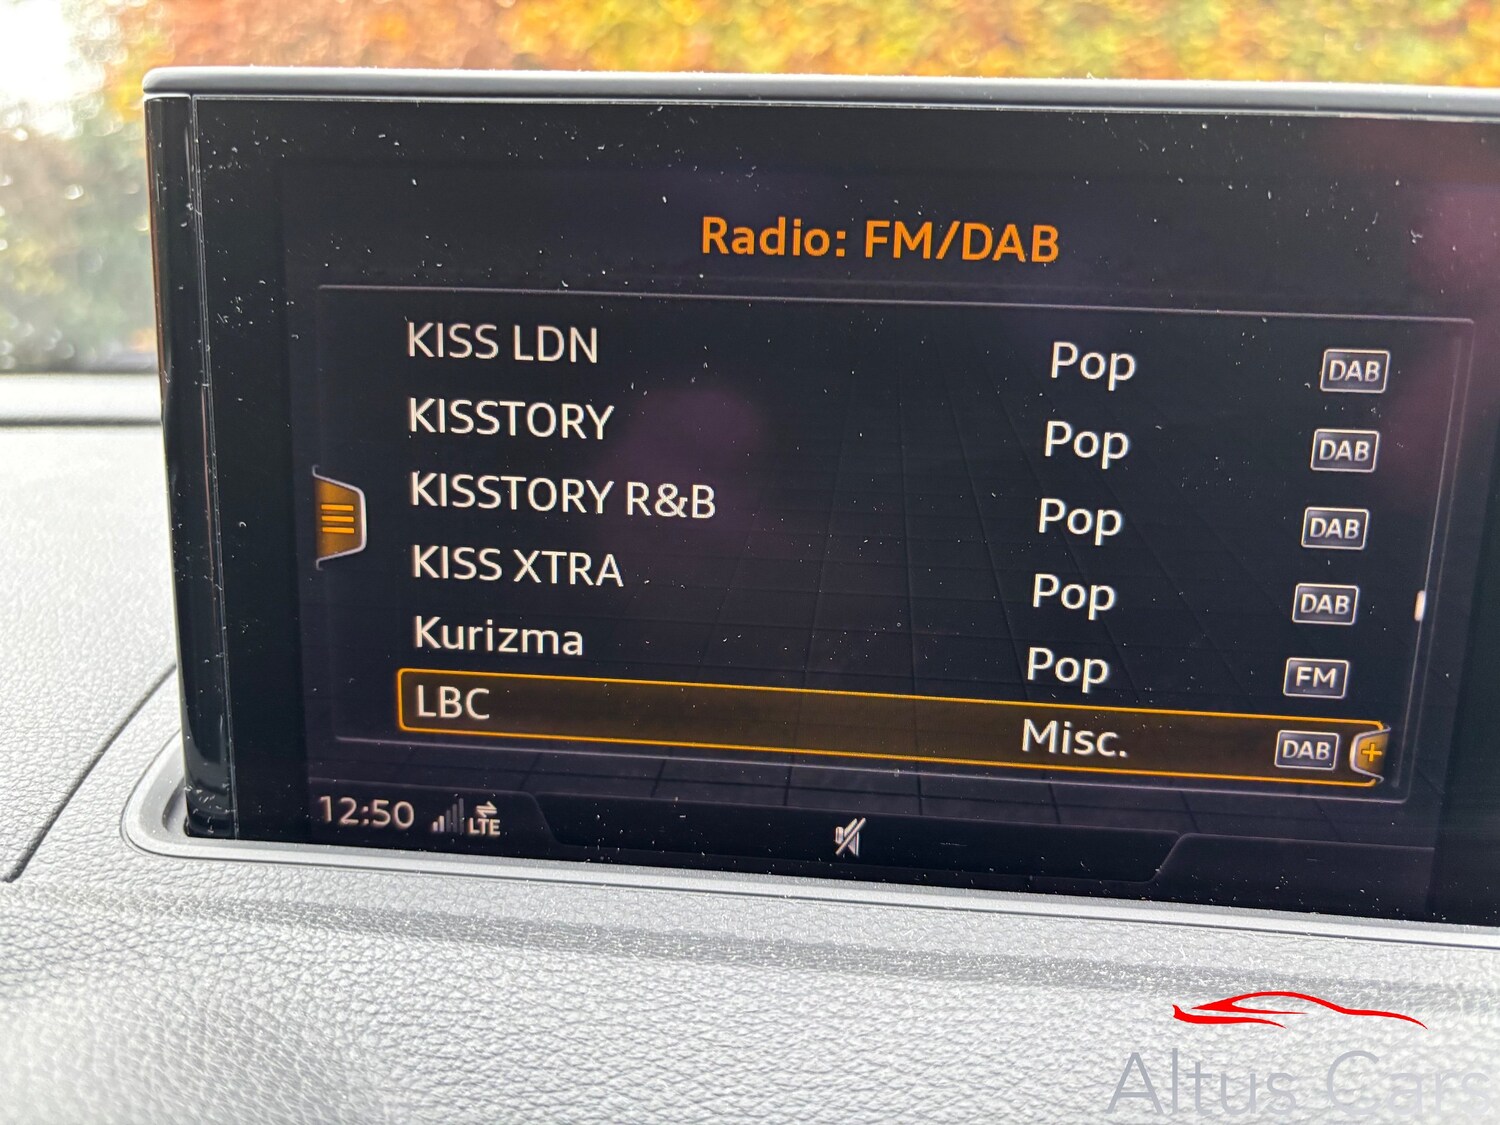 Radio: FM/DAB
KISS LDN Pop DAB
KISSTORY Pop DAB
KISSTORY R&B Pop DAB
KISS XTRA Pop DAB
Kurizma Pop FM
LBC Misc. DAB +
12:50 LTE
Altus Cars